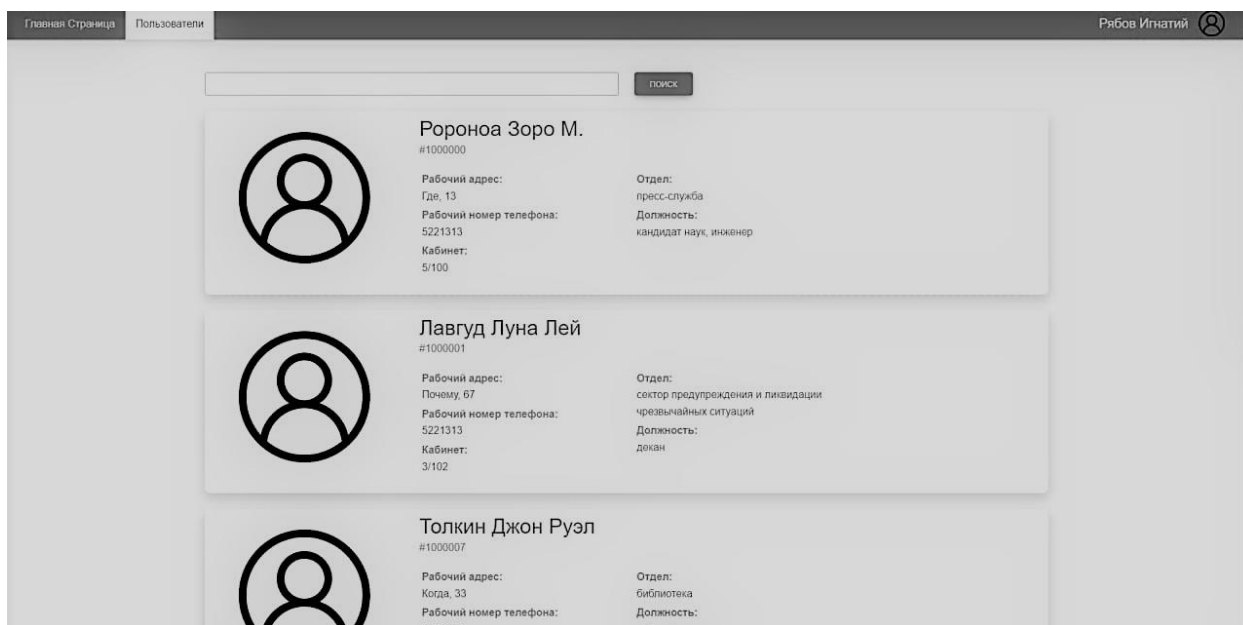 Главная Страница
Пользователи
Рябов Игнатий
ПОИСК
Ророноа Зоро М.
#1000000
Рабочий адрес:
Где, 13
Рабочий номер телефона:
5221313
Кабинет:
5/100
Отдел:
пресс-служба
Должность:
кандидат наук, инженер
Лавгуд Луна Лей
#1000001
Рабочий адрес:
Почему, 67
Рабочий номер телефона:
5221313
Кабинет:
3/102
Отдел:
сектор предупреждения и ликвидации
чрезвычайных ситуаций
Должность:
декан
Толкин Джон Руэл
#1000007
Рабочий адрес:
Когда, 33
Рабочий номер телефона:
Отдел:
библиотека
Должность: